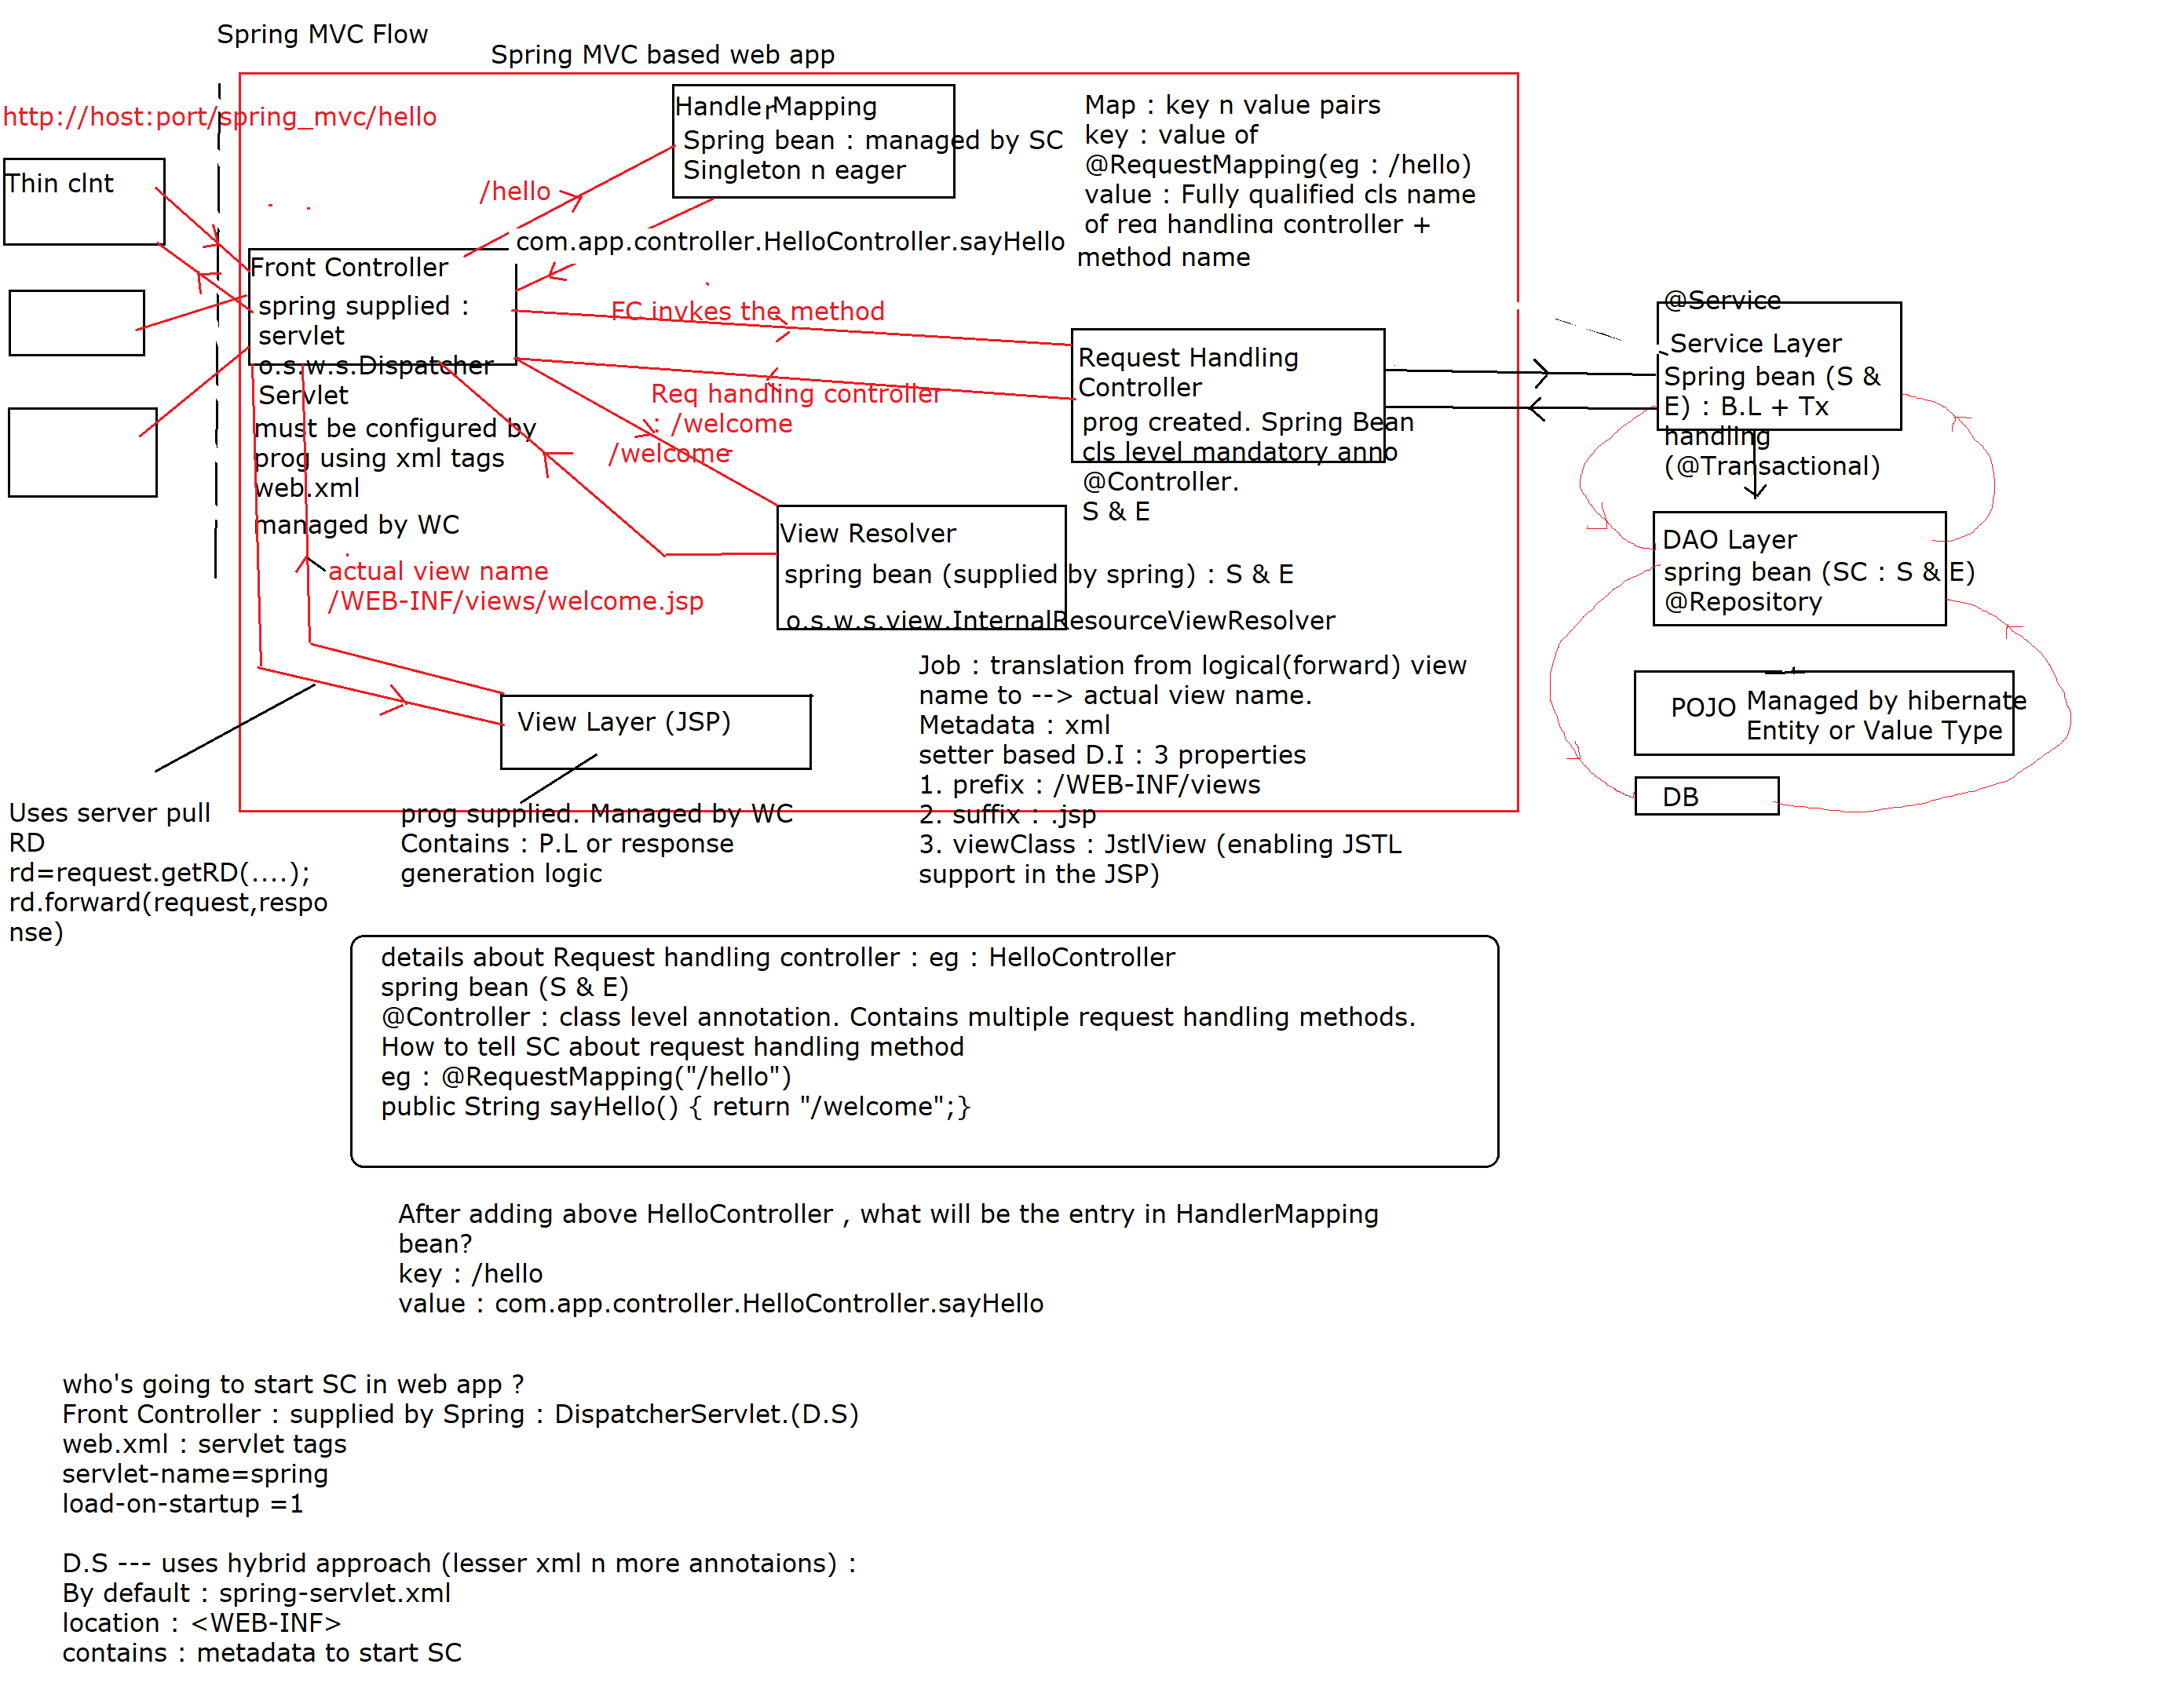 Spring MVC Flow
Spring MVC based web app
http://host:port/spring_mvc/hello
Thin clnt
HandlerMapping
Spring bean : managed by SC
Singleton n eager
Map : key n value pairs
key : value of
@RequestMapping(eg : /hello)
value : Fully qualified cls name
of req handling controller +
method name
/hello
com.app.controller.HelloController.sayHello
Front Controller
spring supplied :
servlet
o.s.w.s.Dispatcher
Servlet
must be configured by
prog using xml tags
web.xml
managed by WC
FC invkes the method
Req handling controller
: /welcome
/welcome
Request Handling
Controller
prog created. Spring Bean
cls level mandatory anno
@Controller.
S & E
@Service
Service Layer
Spring bean (S &
E) : B.L + Tx
handling
(@Transactional)
DAO Layer
spring bean (SC : S & E)
@Repository
POJO
Managed by hibernate
Entity or Value Type
DB
View Resolver
spring bean (supplied by spring) : S & E
o.s.w.s.view.InternalResourceViewResolver
actual view name
/WEB-INF/views/welcome.jsp
Job : translation from logical(forward) view
name to --> actual view name.
Metadata : xml
setter based D.I : 3 properties
1. prefix : /WEB-INF/views
2. suffix : .jsp
3. viewClass : JstlView (enabling JSTL
support in the JSP)
View Layer (JSP)
prog supplied. Managed by WC
Contains : P.L or response
generation logic
Uses server pull
RD
rd=request.getRD(....);
rd.forward(request,respo
nse)
details about Request handling controller : eg : HelloController
spring bean (S & E)
@Controller : class level annotation. Contains multiple request handling methods.
How to tell SC about request handling method
eg : @RequestMapping("/hello")
public String sayHello() { return "/welcome";}
After adding above HelloController , what will be the entry in HandlerMapping
bean?
key : /hello
value : com.app.controller.HelloController.sayHello
who's going to start SC in web app ?
Front Controller : supplied by Spring : DispatcherServlet.(D.S)
web.xml : servlet tags
servlet-name=spring
load-on-startup =1
D.S --- uses hybrid approach (lesser xml n more annotaions) :
By default : spring-servlet.xml
location : <WEB-INF>
contains : metadata to start SC